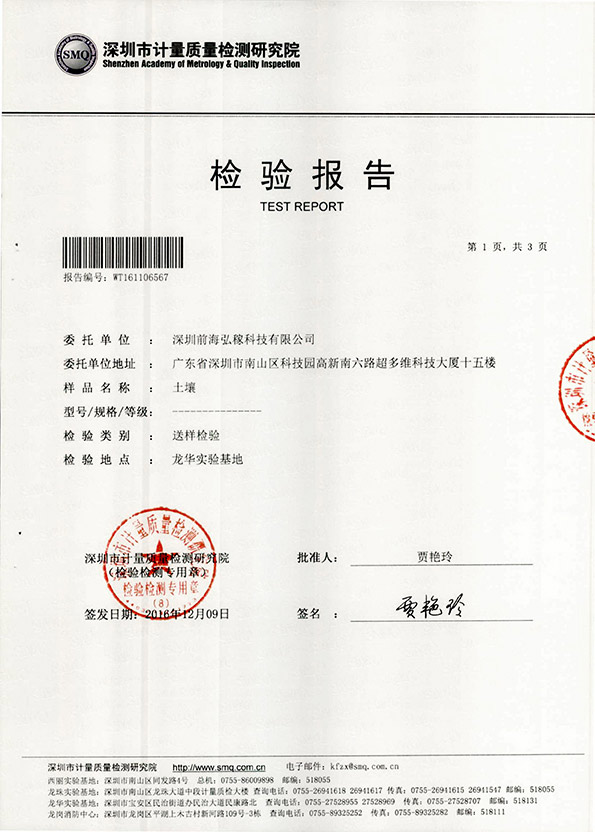 SMQ
深圳市计量质量检测研究院
Shenzhen Academy of Metrology & Quality Inspection
检验报告
TEST REPORT
第 1 页，共 3 页
报告编号：WT161106567
委托单位：深圳前海弘稼科技有限公司
委托单位地址：广东省深圳市南山区科技园高新南六路超多维科技大厦十五楼
样品名称：土壤
型号/规格/等级：---------------
检验类别：送样检验
检验地点：龙华实验基地
深圳市计量质量检测研究院
（检验检测专用章）
检验检测专用章
(8)
签发日期：2016年12月09日
批准人：贾艳玲
签名：贾艳玲
深圳市计量质量检测研究院 http://www.smq.com.cn 电子邮件：kfzx@smq.com.cn
西丽实验基地：深圳市南山区同发路4号 总机：0755-86009898 邮编：518055
龙珠实验基地：深圳市南山区龙珠大道中段计量质检大楼 查询电话：0755-26941618 26941617 传真：0755-26941615 26941547 邮编：518055
龙华实验基地：深圳市宝安区民治街道办民治大道民康路北 查询电话：0755-27528955 27528969 传真：0755-27528707 邮编：518131
龙岗消防中心：深圳市龙岗区平湖上木古村新河路109号-3栋 查询电话：0755-89325252 传真：0755-89325282 邮编：518111